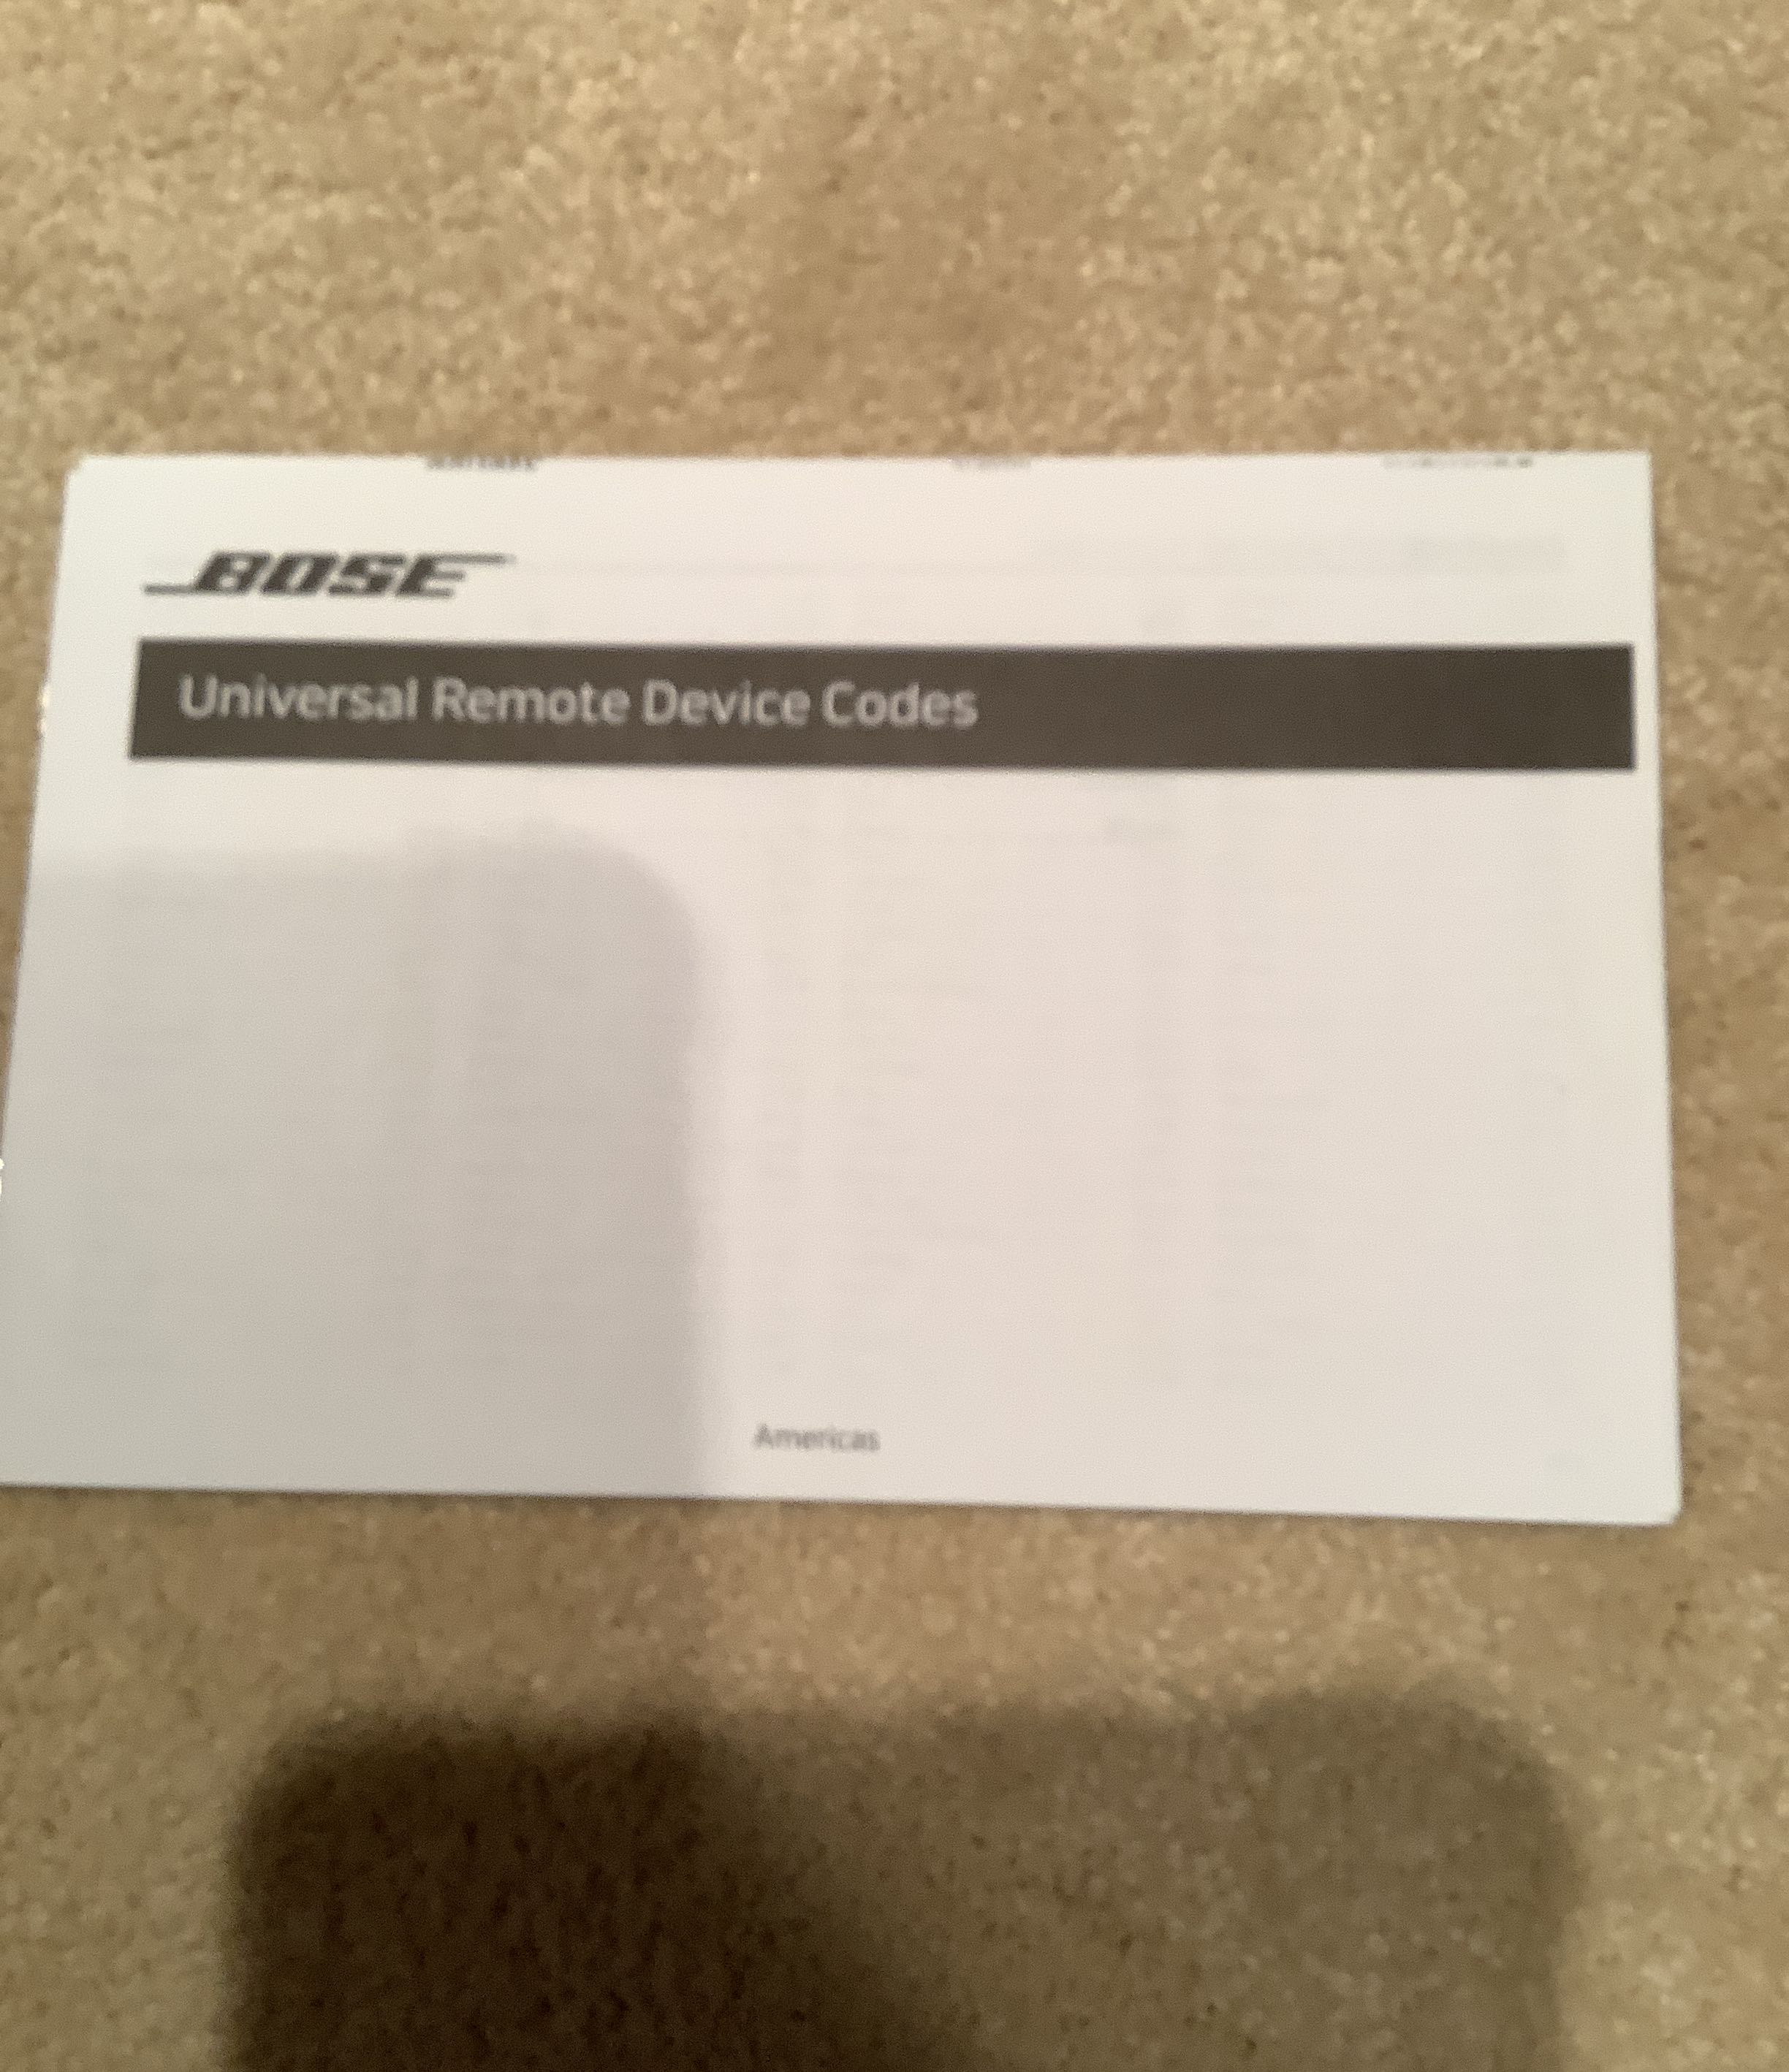 BOSE
Universal Remote Device Codes
Americas